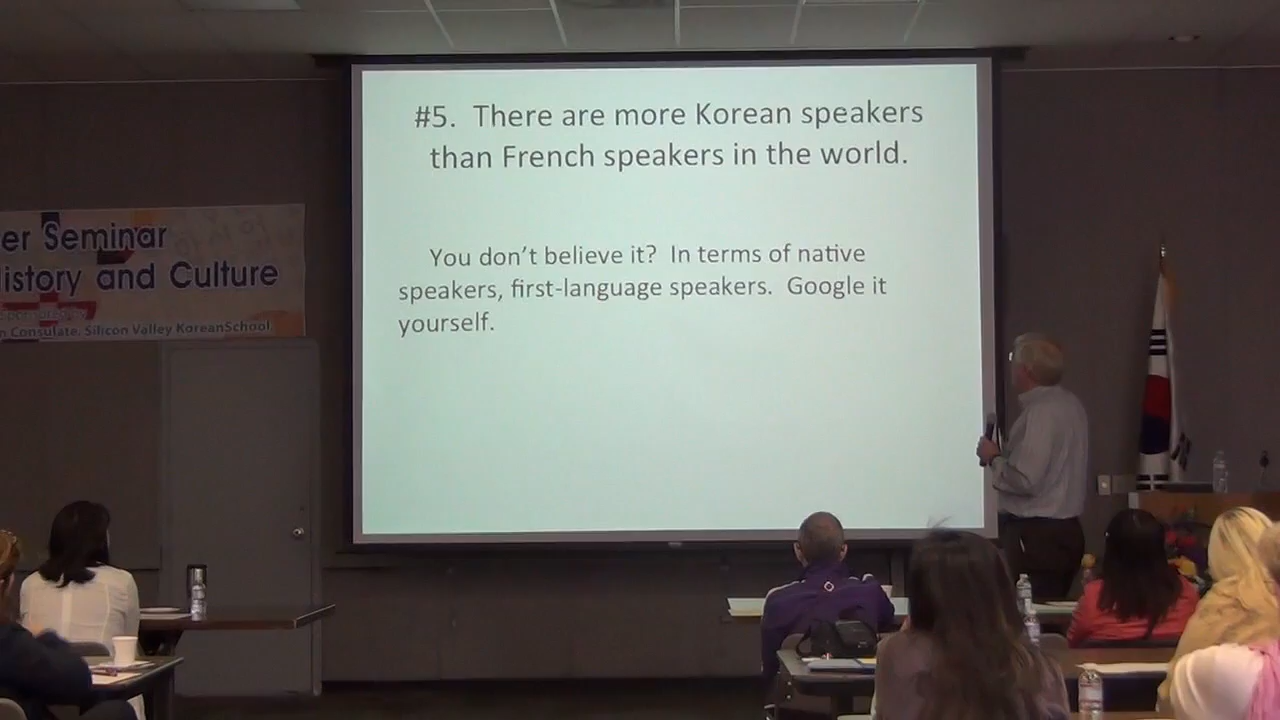 #5. There are more Korean speakers
than French speakers in the world.
You don't believe it? In terms of native
speakers, first-language speakers. Google it
yourself.
er Seminar
istory and Culture
Consulate, Silicon Valley KoreanSchool